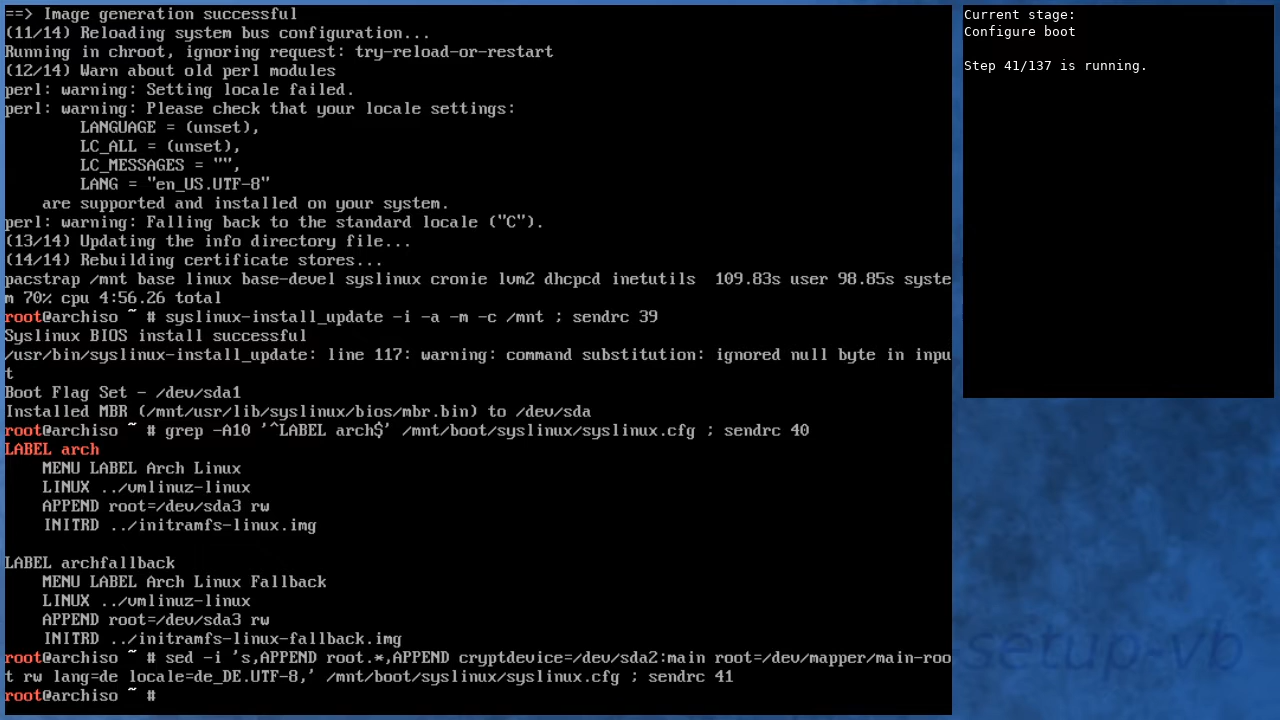 ==> Image generation successful
(11/14) Reloading system bus configuration...
Running in chroot, ignoring request: try-reload-or-restart
(12/14) Warn about old perl modules
perl: warning: Setting locale failed.
perl: warning: Please check that your locale settings:
        LANGUAGE = (unset),
        LC_ALL = (unset),
        LC_MESSAGES = "",
        LANG = "en_US.UTF-8"
    are supported and installed on your system.
perl: warning: Falling back to the standard locale ("C").
(13/14) Updating the info directory file...
(14/14) Rebuilding certificate stores...
pacstrap /mnt base linux base-devel syslinux cronie lvm2 dhcpcd inetutils  109.83s user 98.85s syste
m 70% cpu 4:56.26 total
root@archiso ~ # syslinux-install_update -i -a -m -c /mnt ; sendrc 39
Syslinux BIOS install successful
/usr/bin/syslinux-install_update: line 117: warning: command substitution: ignored null byte in inpu
t
Boot Flag Set - /dev/sda1
Installed MBR (/mnt/usr/lib/syslinux/bios/mbr.bin) to /dev/sda
root@archiso ~ # grep -A10 '^LABEL arch$' /mnt/boot/syslinux/syslinux.cfg ; sendrc 40
LABEL arch
    MENU LABEL Arch Linux
    LINUX ../vmlinuz-linux
    APPEND root=/dev/sda3 rw
    INITRD ../initramfs-linux.img

LABEL archfallback
    MENU LABEL Arch Linux Fallback
    LINUX ../vmlinuz-linux
    APPEND root=/dev/sda3 rw
    INITRD ../initramfs-linux-fallback.img
root@archiso ~ # sed -i 's,APPEND root.*,APPEND cryptdevice=/dev/sda2:main root=/dev/mapper/main-roo
t rw lang=de locale=de_DE.UTF-8,' /mnt/boot/syslinux/syslinux.cfg ; sendrc 41
root@archiso ~ #
Current stage:
Configure boot

Step 41/137 is running.
setup-vb